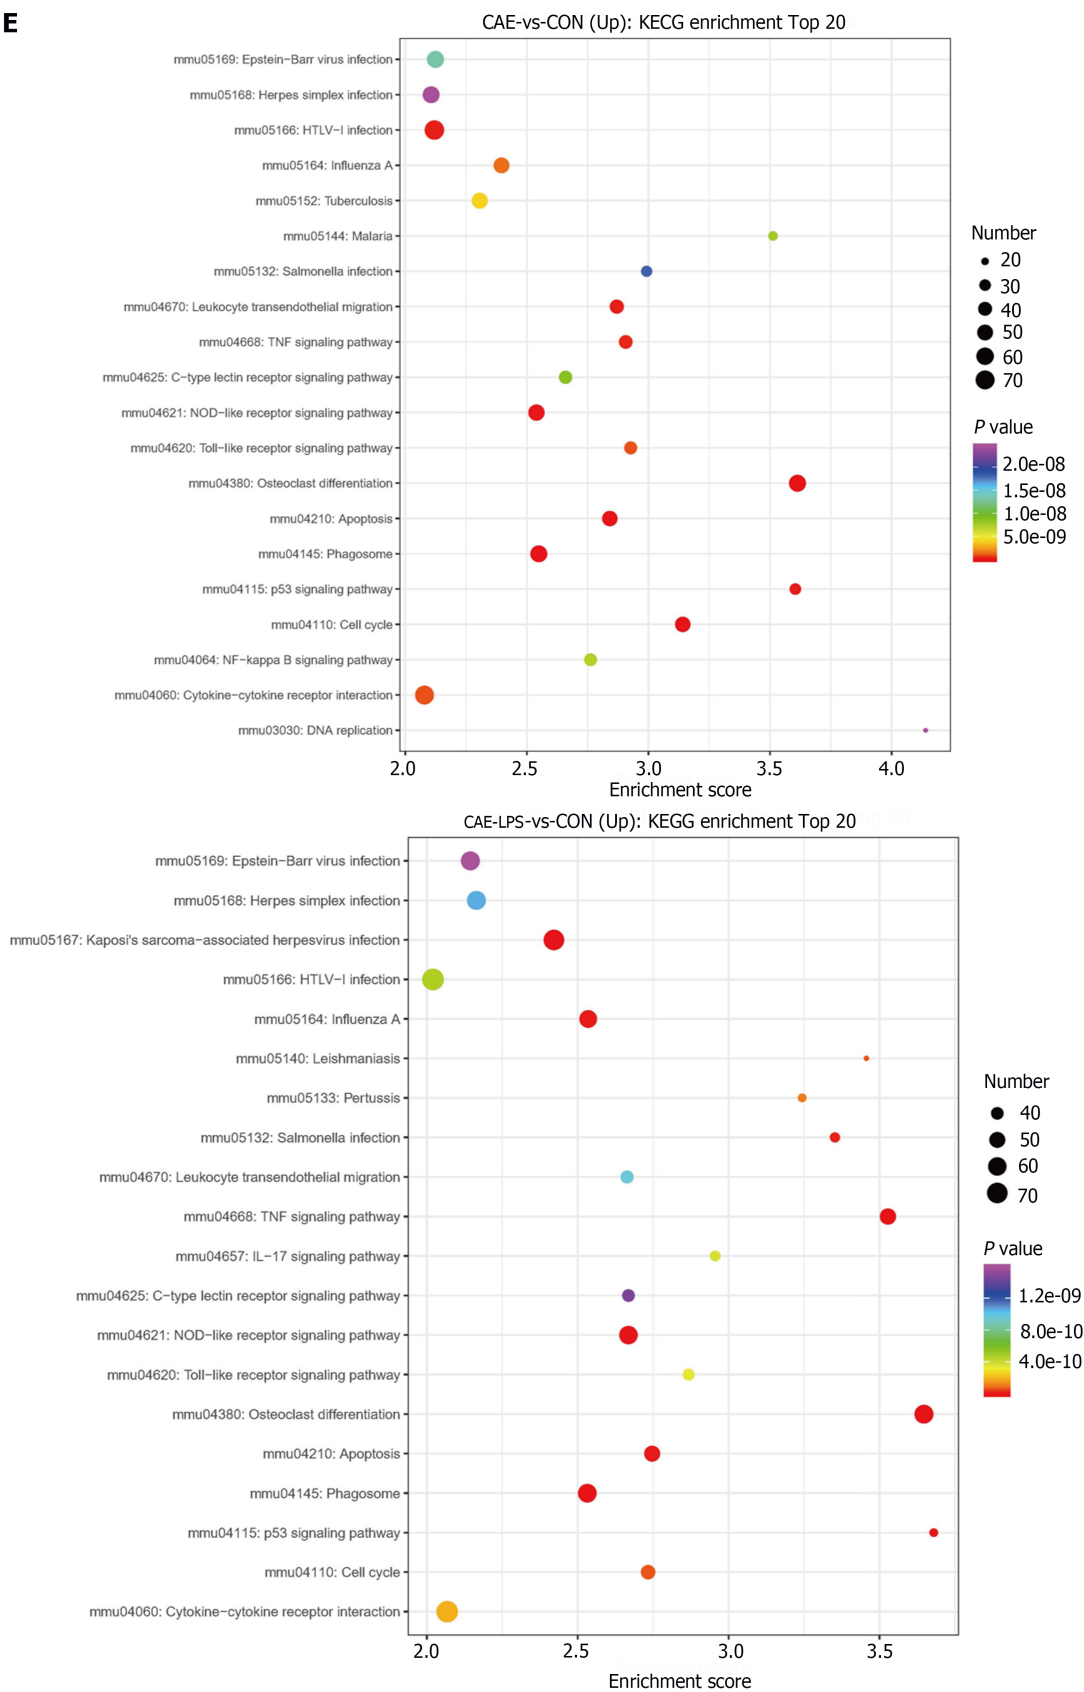 E
CAE-vs-CON (Up): KECG enrichment Top 20
mmu05169: Epstein−Barr virus infection
mmu05168: Herpes simplex infection
mmu05166: HTLV−I infection
mmu05164: Influenza A
mmu05152: Tuberculosis
mmu05144: Malaria
mmu05132: Salmonella infection
mmu04670: Leukocyte transendothelial migration
mmu04668: TNF signaling pathway
mmu04625: C−type lectin receptor signaling pathway
mmu04621: NOD−like receptor signaling pathway
mmu04620: Toll−like receptor signaling pathway
mmu04380: Osteoclast differentiation
mmu04210: Apoptosis
mmu04145: Phagosome
mmu04115: p53 signaling pathway
mmu04110: Cell cycle
mmu04064: NF−kappa B signaling pathway
mmu04060: Cytokine−cytokine receptor interaction
mmu03030: DNA replication
2.0 2.5 3.0 3.5 4.0
Enrichment score
Number
20
30
40
50
60
70
P value
2.0e-08
1.5e-08
1.0e-08
5.0e-09
CAE-LPS-vs-CON (Up): KEGG enrichment Top 20
mmu05169: Epstein−Barr virus infection
mmu05168: Herpes simplex infection
mmu05167: Kaposi's sarcoma−associated herpesvirus infection
mmu05166: HTLV−I infection
mmu05164: Influenza A
mmu05140: Leishmaniasis
mmu05133: Pertussis
mmu05132: Salmonella infection
mmu04670: Leukocyte transendothelial migration
mmu04668: TNF signaling pathway
mmu04657: IL−17 signaling pathway
mmu04625: C−type lectin receptor signaling pathway
mmu04621: NOD−like receptor signaling pathway
mmu04620: Toll−like receptor signaling pathway
mmu04380: Osteoclast differentiation
mmu04210: Apoptosis
mmu04145: Phagosome
mmu04115: p53 signaling pathway
mmu04110: Cell cycle
mmu04060: Cytokine−cytokine receptor interaction
2.0 2.5 3.0 3.5
Enrichment score
Number
40
50
60
70
P value
1.2e-09
8.0e-10
4.0e-10